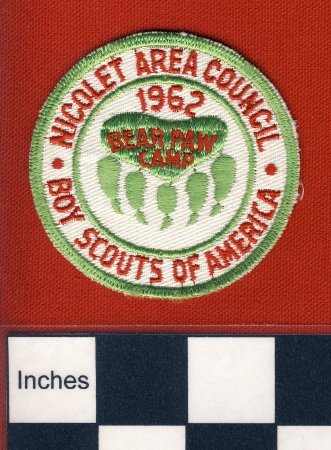 • NICOLET AREA COUNCIL •
1962
BEAR PAW
CAMP
BOY SCOUTS OF AMERICA
Inches